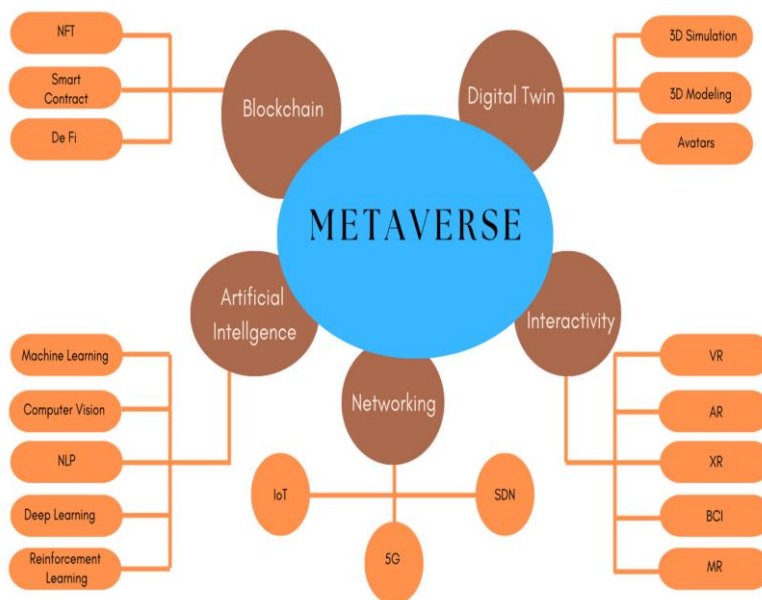 NFT
Smart
Contract
De Fi
Blockchain
Digital Twin
3D Simulation
3D Modeling
Avatars
METAVERSE
Artificial
Intellgence
Interactivity
Networking
Machine Learning
Computer Vision
NLP
Deep Learning
Reinforcement
Learning
IoT
5G
SDN
VR
AR
XR
BCI
MR